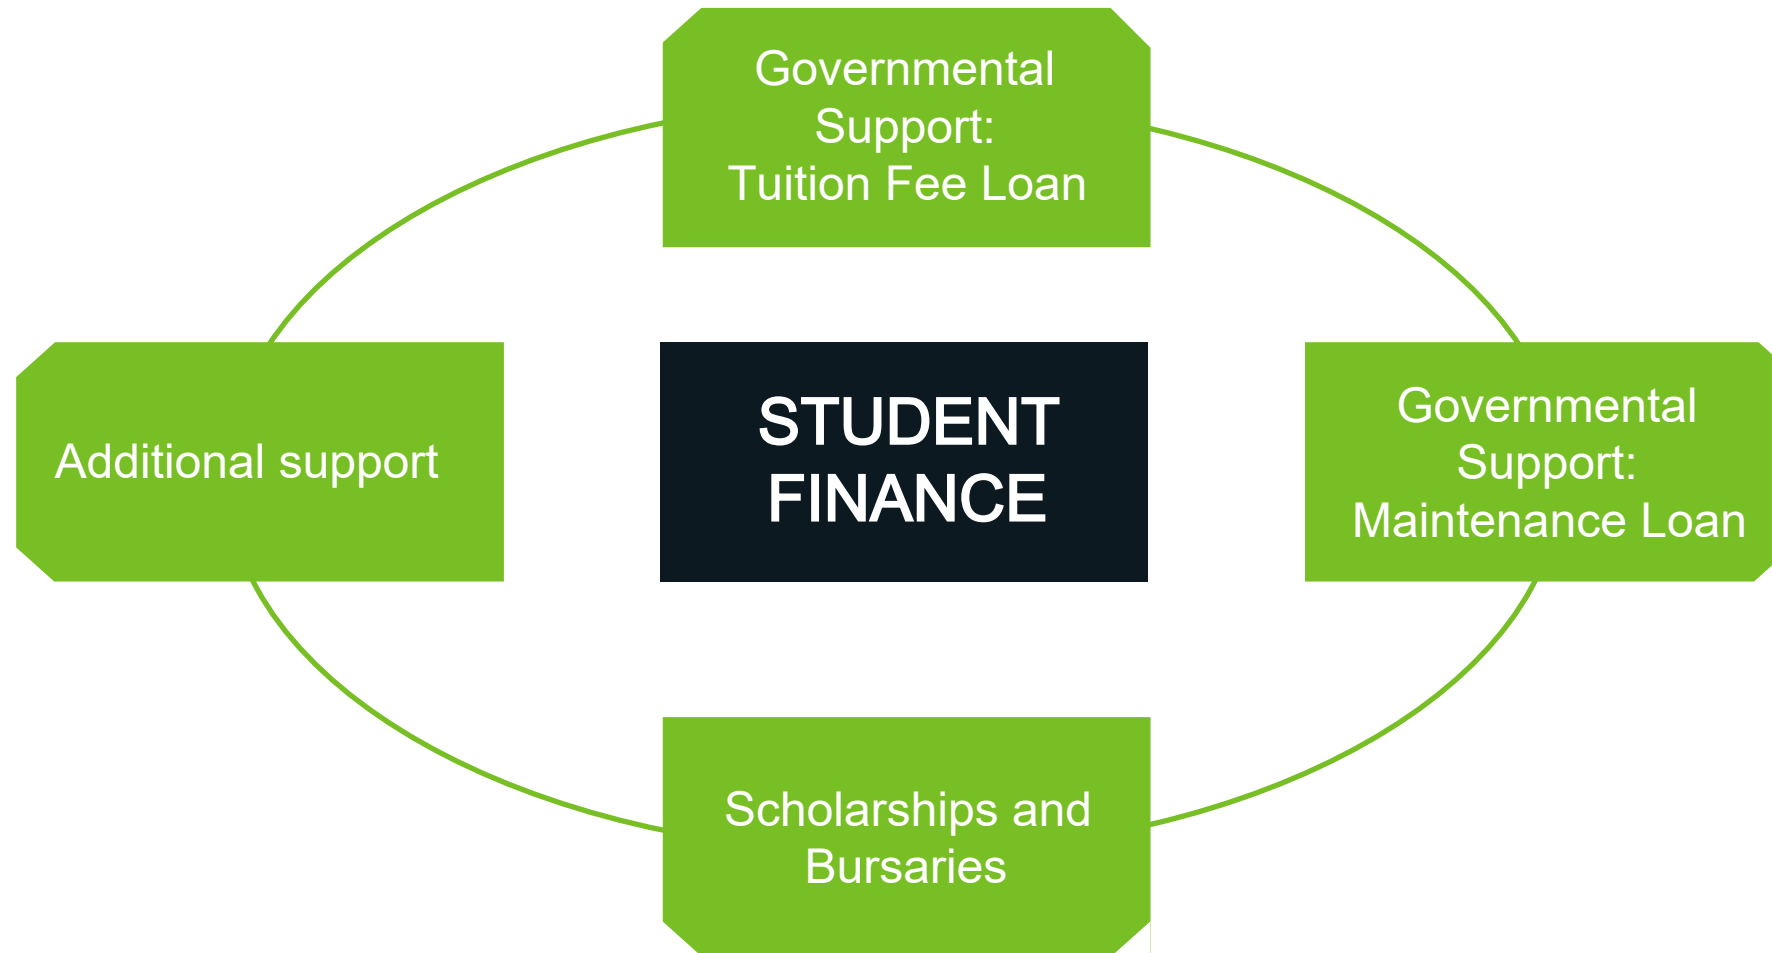 Governmental
Support:
Tuition Fee Loan
Additional support
STUDENT
FINANCE
Governmental
Support:
Maintenance Loan
Scholarships and
Bursaries